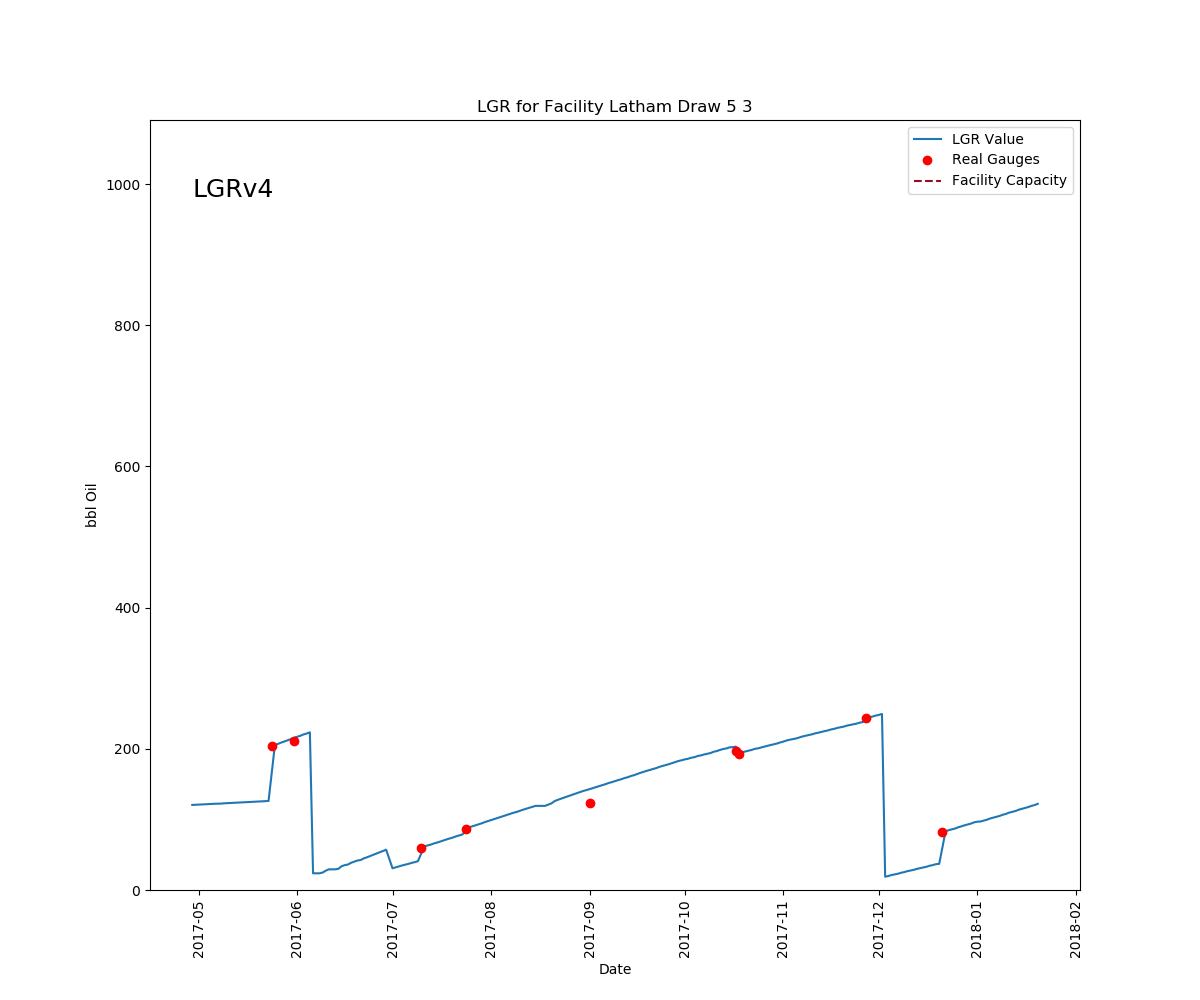 LGR for Facility Latham Draw 5 3
LGR Value
Real Gauges
Facility Capacity
LGRv4
1000
800
600
400
200
0
bbl Oil
2017-05
2017-06
2017-07
2017-08
2017-09
2017-10
2017-11
2017-12
2018-01
2018-02
Date